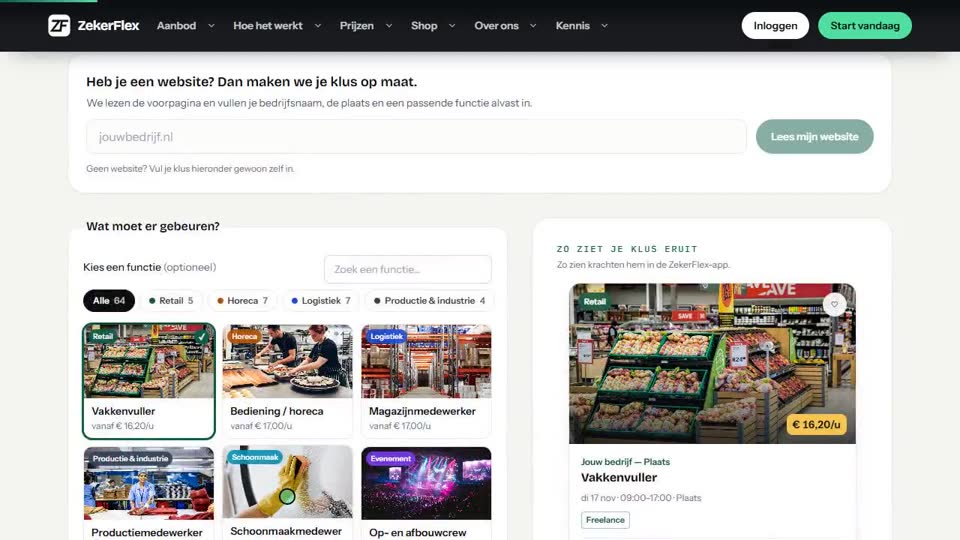 ZF ZekerFlex Aanbod Hoe het werkt Prijzen Shop Over ons Kennis Inloggen Start vandaag
Heb je een website? Dan maken we je klus op maat.
We lezen de voorpagina en vullen je bedrijfsnaam, de plaats en een passende functie alvast in.
jouwbedrijf.nl
Lees mijn website
Geen website? Vul je klus hieronder gewoon zelf in.
Wat moet er gebeuren?
Kies een functie (optioneel)
Zoek een functie...
Alle 64 Retail 5 Horeca 7 Logistiek 7 Productie & industrie 4
Retail
Vakkenvuller
vanaf € 16,20/u
Horeca
Bediening / horeca
vanaf € 17,00/u
Logistiek
Magazijnmedewerker
vanaf € 17,00/u
Productie & industrie
Productiemedewerker
Schoonmaak
Schoonmaakmedewer
Evenement
Op- en afbouwcrew
ZO ZIET JE KLUS ERUIT
Zo zien krachten hem in de ZekerFlex-app.
Retail
SAVE
SAVE
€ 16,20/u
Jouw bedrijf — Plaats
Vakkenvuller
di 17 nov · 09:00–17:00 · Plaats
Freelance